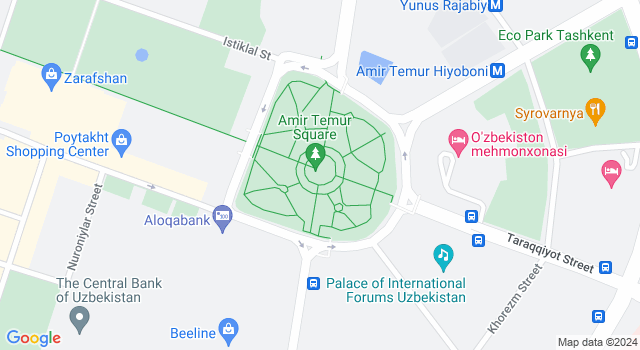 Yunus Rajabiy
M
Istiklal St
Eco Park Tashkent
Amir Temur Hiyoboni
M
Zarafshan
Syrovarnya
Amir Temur
Square
Poytakht
Shopping Center
O'zbekiston
mehmonxonasi
Nuroniylar Street
Aloqabank
Taraqqiyot Street
The Central Bank
of Uzbekistan
Palace of International
Forums Uzbekistan
Khorezm Street
Beeline
Google
Map data ©2024